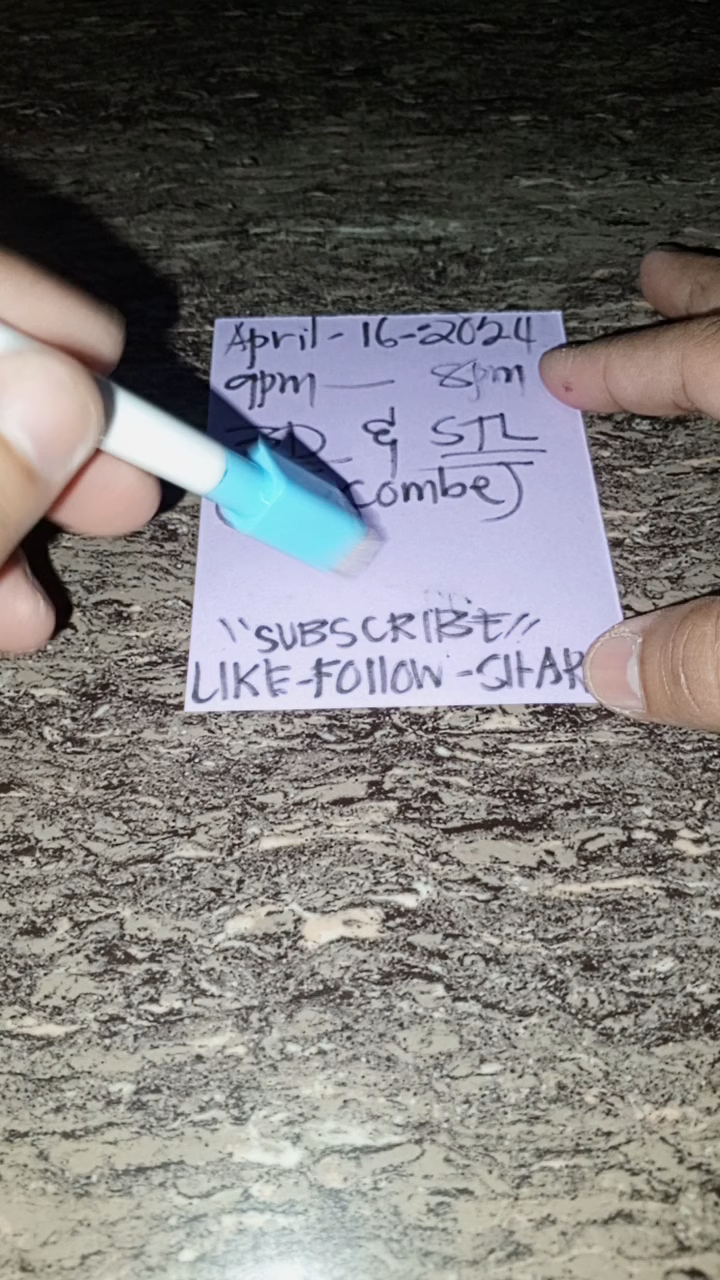 April-16-2024
9pm — 8pm
& STL
combe)
"SUBSCRIBE"
LIKE-FOllOW-SHAR